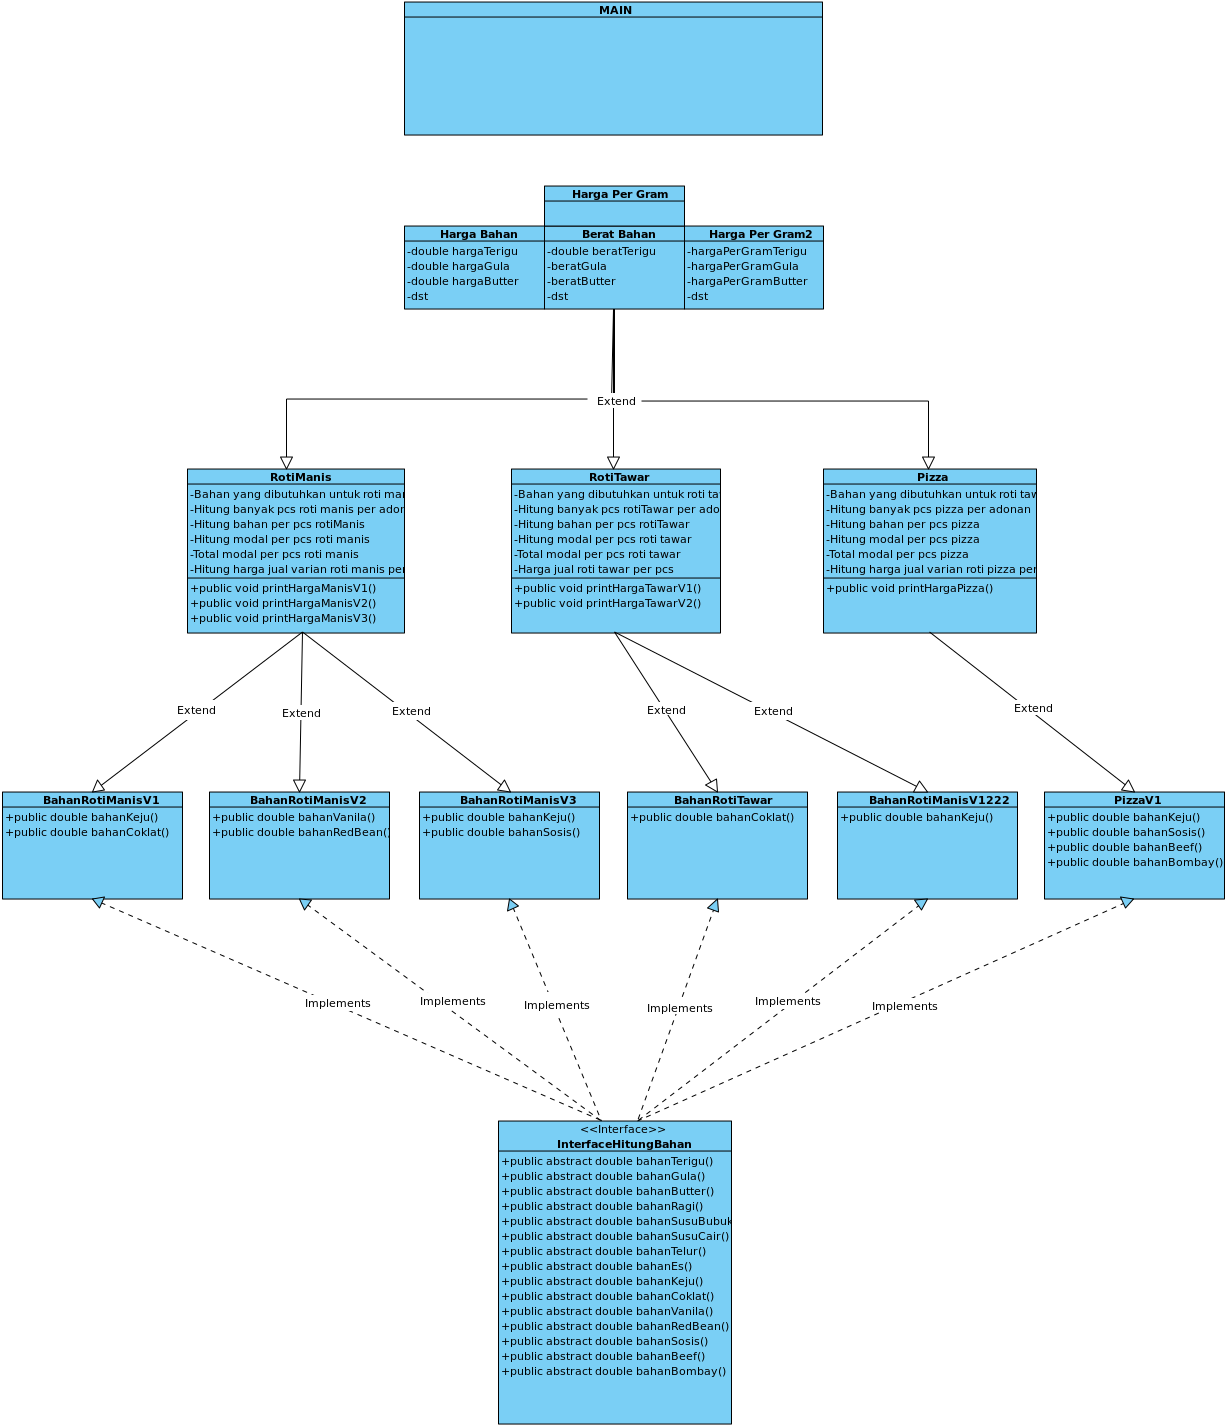 MAIN
Harga Per Gram
Harga Bahan
-double hargaTerigu
-double hargaGula
-double hargaButter
-dst
Berat Bahan
-double beratTerigu
-beratGula
-beratButter
-dst
Harga Per Gram2
-hargaPerGramTerigu
-hargaPerGramGula
-hargaPerGramButter
-dst
Extend
RotiManis
-Bahan yang dibutuhkan untuk roti mar
-Hitung banyak pcs roti manis per ador
-Hitung bahan per pcs rotiManis
-Hitung modal per pcs roti manis
-Total modal per pcs roti manis
-Hitung harga jual varian roti manis per
+public void printHargaManisV1()
+public void printHargaManisV2()
+public void printHargaManisV3()
RotiTawar
-Bahan yang dibutuhkan untuk roti ta
-Hitung banyak pcs rotiTawar per ado
-Hitung bahan per pcs rotiTawar
-Hitung modal per pcs roti tawar
-Total modal per pcs roti tawar
-Harga jual roti tawar per pcs
+public void printHargaTawarV1()
+public void printHargaTawarV2()
Pizza
-Bahan yang dibutuhkan untuk roti taw
-Hitung banyak pcs pizza per adonan
-Hitung bahan per pcs pizza
-Hitung modal per pcs pizza
-Total modal per pcs pizza
-Hitung harga jual varian roti pizza per
+public void printHargaPizza()
Extend
Extend
Extend
Extend
Extend
Extend
BahanRotiManisV1
+public double bahanKeju()
+public double bahanCoklat()
BahanRotiManisV2
+public double bahanVanila()
+public double bahanRedBean()
BahanRotiManisV3
+public double bahanKeju()
+public double bahanSosis()
BahanRotiTawar
+public double bahanCoklat()
BahanRotiManisV1222
+public double bahanKeju()
PizzaV1
+public double bahanKeju()
+public double bahanSosis()
+public double bahanBeef()
+public double bahanBombay()
Implements
Implements
Implements
Implements
Implements
Implements
<<Interface>>
InterfaceHitungBahan
+public abstract double bahanTerigu()
+public abstract double bahanGula()
+public abstract double bahanButter()
+public abstract double bahanRagi()
+public abstract double bahanSusuBubuk
+public abstract double bahanSusuCair()
+public abstract double bahanTelur()
+public abstract double bahanEs()
+public abstract double bahanKeju()
+public abstract double bahanCoklat()
+public abstract double bahanVanila()
+public abstract double bahanRedBean()
+public abstract double bahanSosis()
+public abstract double bahanBeef()
+public abstract double bahanBombay()